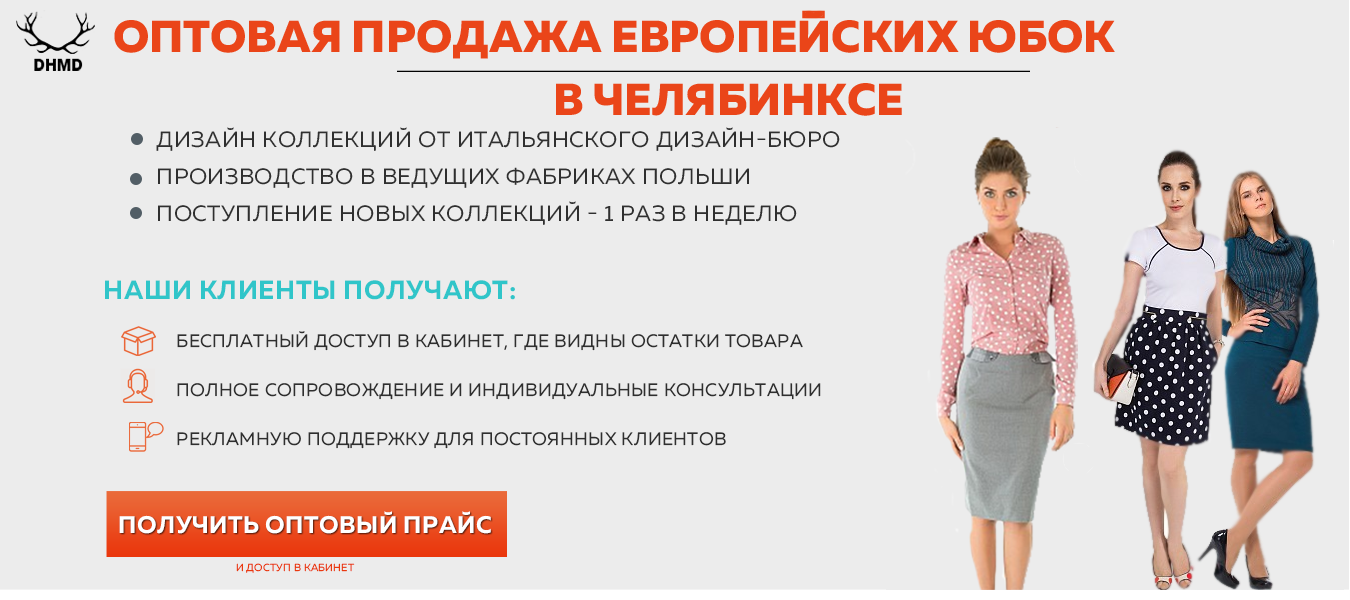 DHMD
ОПТОВАЯ ПРОДАЖА ЕВРОПЕЙСКИХ ЮБОК
В ЧЕЛЯБИНКСЕ
ДИЗАЙН КОЛЛЕКЦИЙ ОТ ИТАЛЬЯНСКОГО ДИЗАЙН-БЮРО
ПРОИЗВОДСТВО В ВЕДУЩИХ ФАБРИКАХ ПОЛЬШИ
ПОСТУПЛЕНИЕ НОВЫХ КОЛЛЕКЦИЙ - 1 РАЗ В НЕДЕЛЮ
НАШИ КЛИЕНТЫ ПОЛУЧАЮТ:
БЕСПЛАТНЫЙ ДОСТУП В КАБИНЕТ, ГДЕ ВИДНЫ ОСТАТКИ ТОВАРА
ПОЛНОЕ СОПРОВОЖДЕНИЕ И ИНДИВИДУАЛЬНЫЕ КОНСУЛЬТАЦИИ
РЕКЛАМНУЮ ПОДДЕРЖКУ ДЛЯ ПОСТОЯННЫХ КЛИЕНТОВ
ПОЛУЧИТЬ ОПТОВЫЙ ПРАЙС
И ДОСТУП В КАБИНЕТ